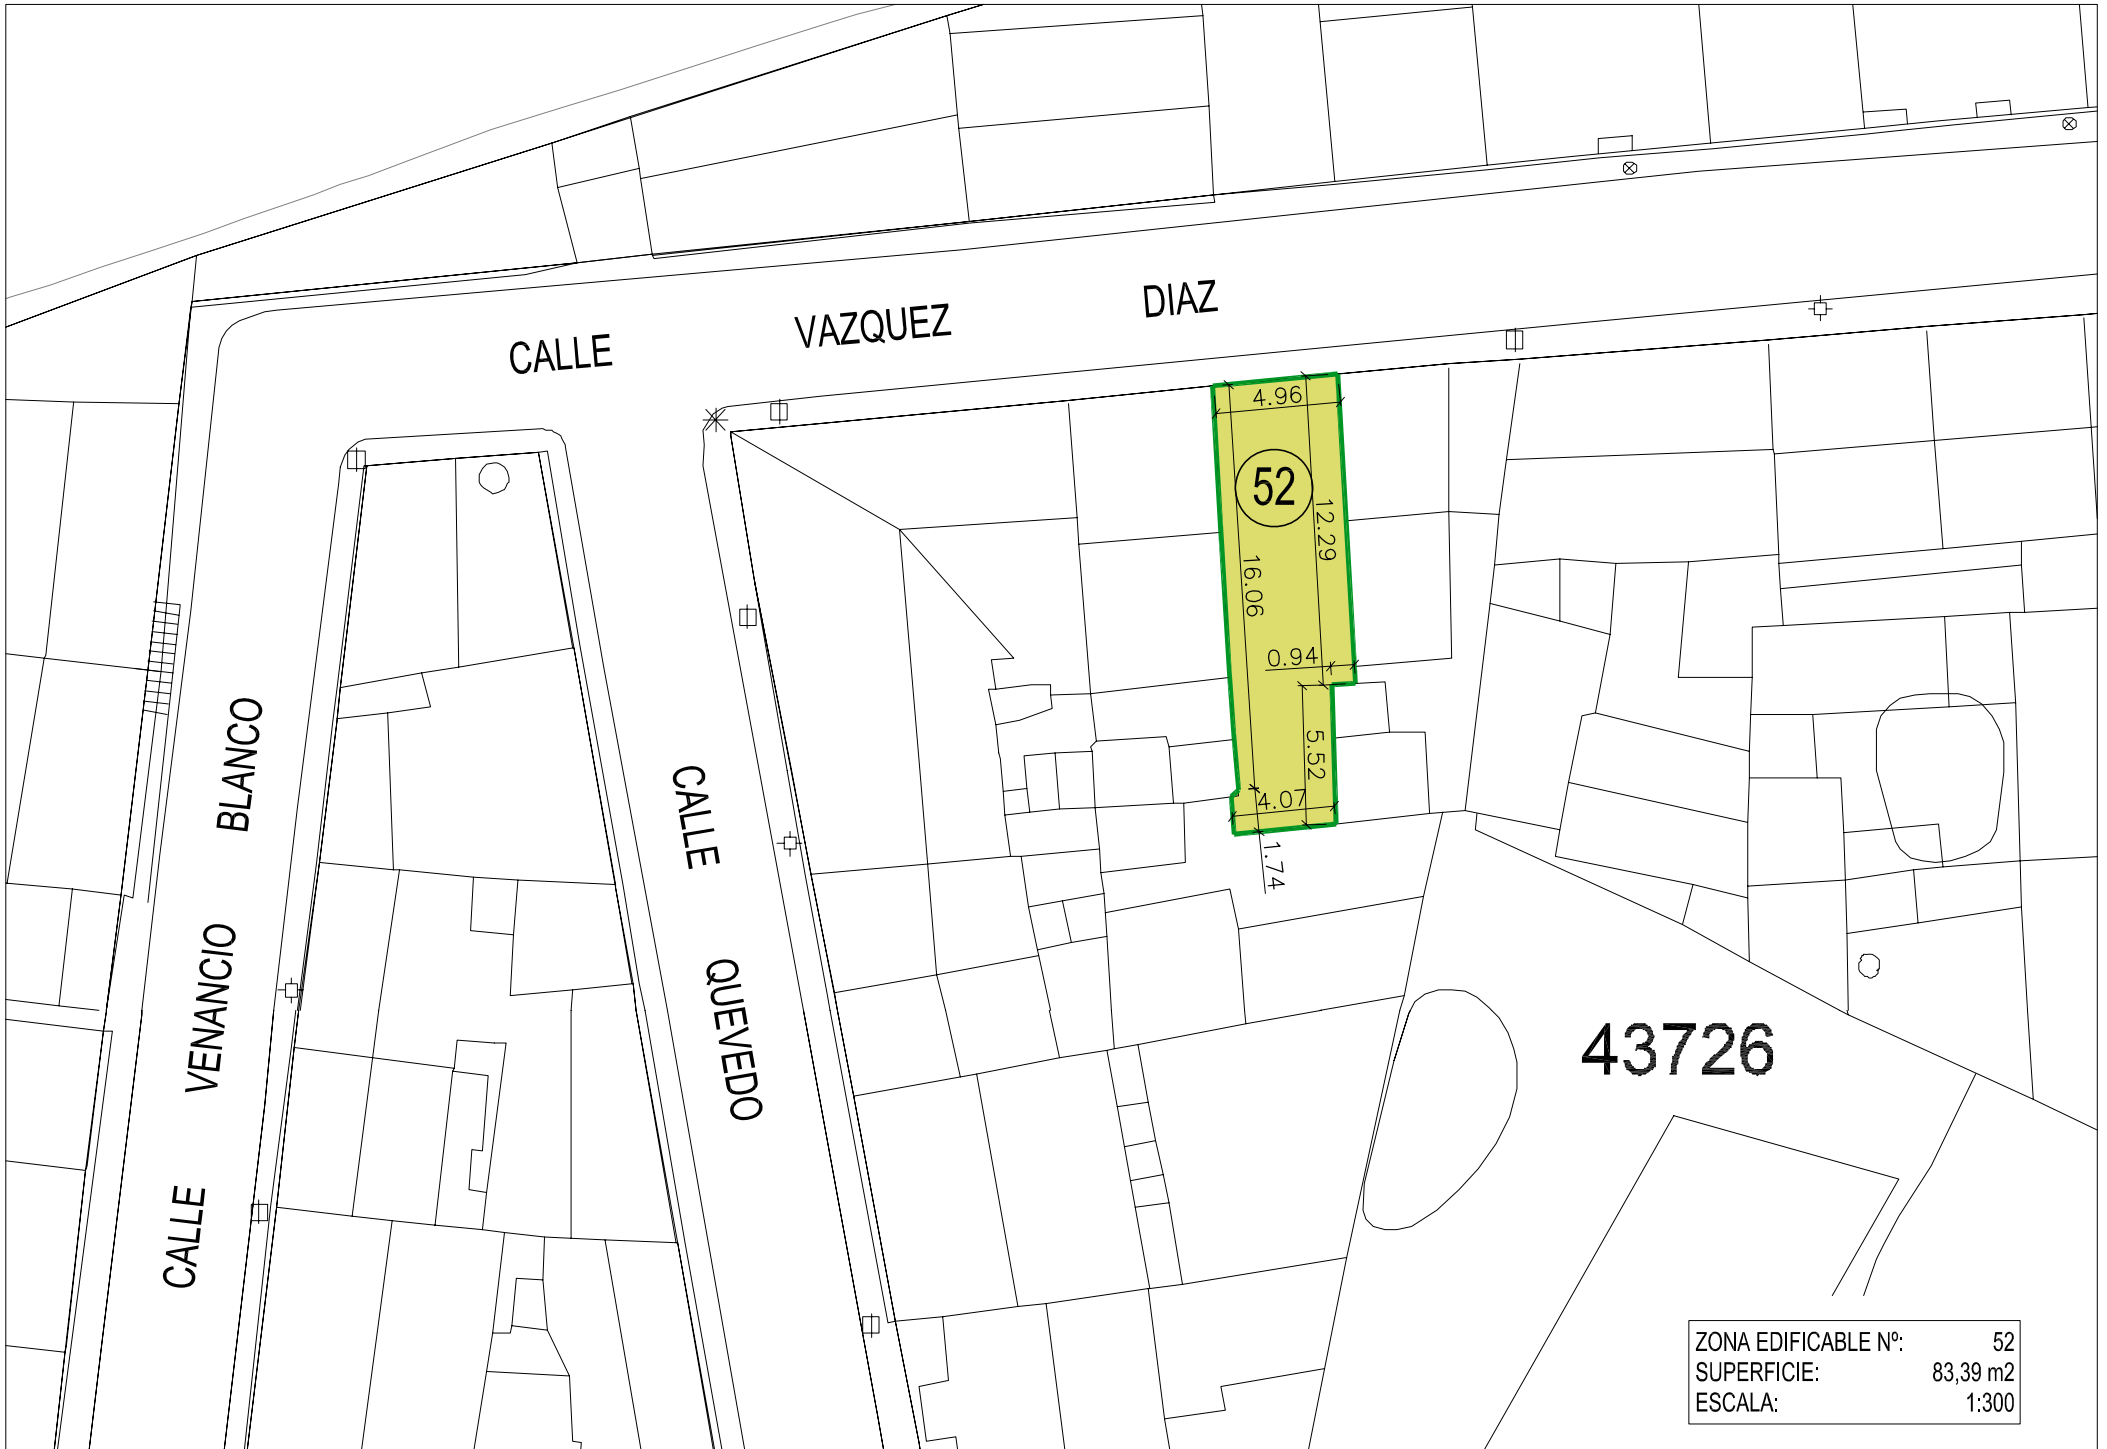 CALLE VAZQUEZ DIAZ
4.96
52
12.29
16.06
0.94
5.52
4.07
1.74
CALLE VENANCIO BLANCO
CALLE QUEVEDO
43726
ZONA EDIFICABLE Nº: 52
SUPERFICIE: 83,39 m2
ESCALA: 1:300